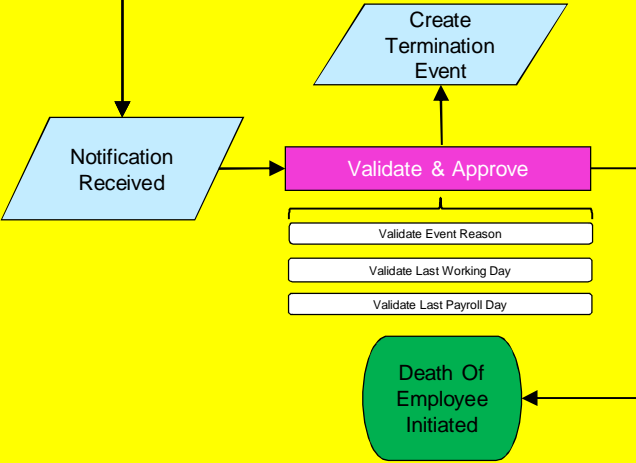 Create
Termination
Event
Notification
Received
Validate & Approve
Validate Event Reason
Validate Last Working Day
Validate Last Payroll Day
Death Of
Employee
Initiated